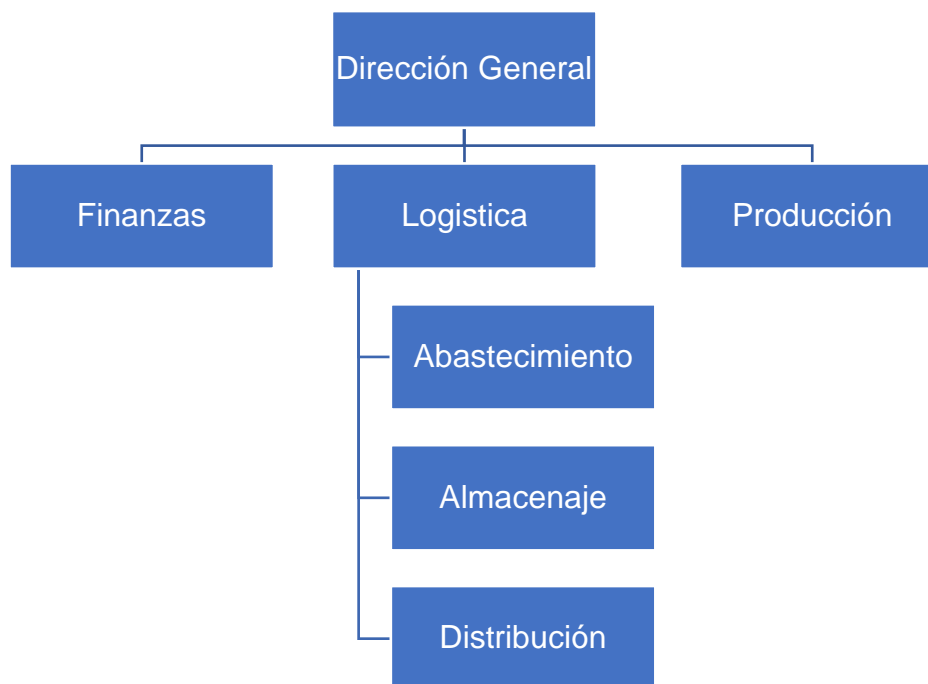 Dirección General
Finanzas
Logistica
Producción
Abastecimiento
Almacenaje
Distribución